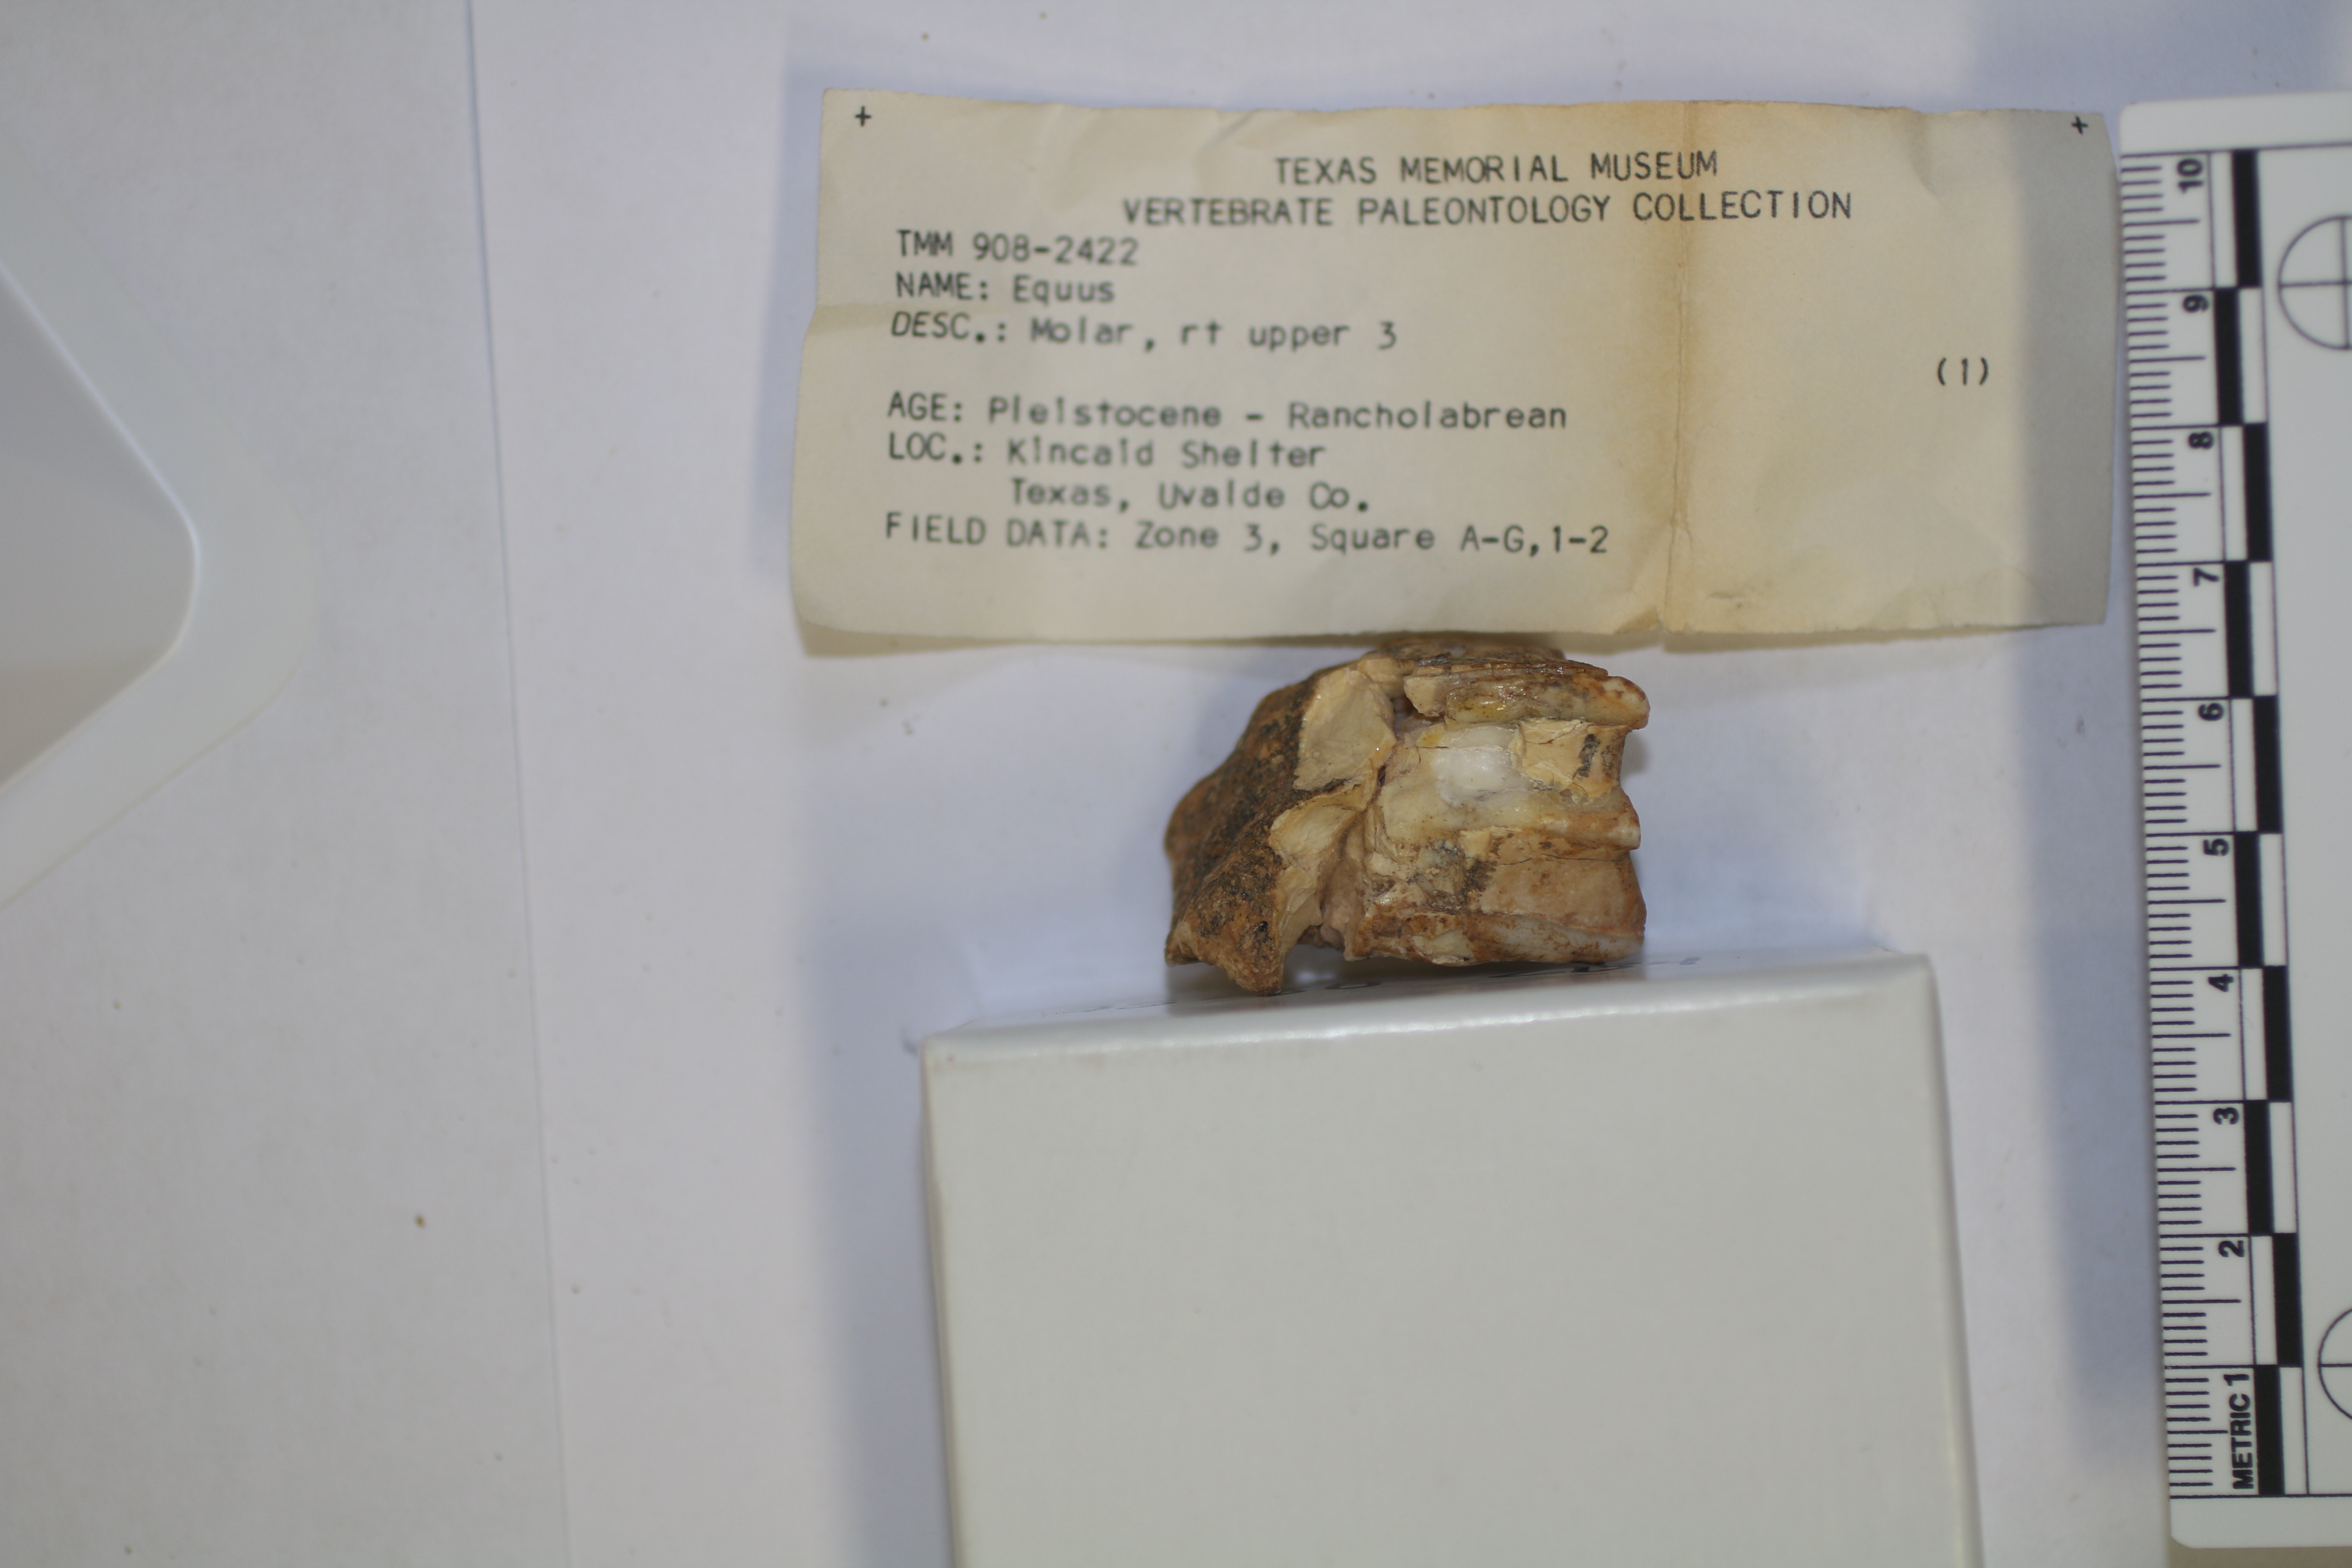 TEXAS MEMORIAL MUSEUM
VERTEBRATE PALEONTOLOGY COLLECTION
TMM 908-2422
NAME: Equus
DESC.: Molar, rt upper 3
(1)
AGE: Pleistocene - Rancholabrean
LOC.: Kincaid Shelter
Texas, Uvalde Co.
FIELD DATA: Zone 3, Square A-G,1-2
METRIC 1 2 3 4 5 6 7 8 9 10